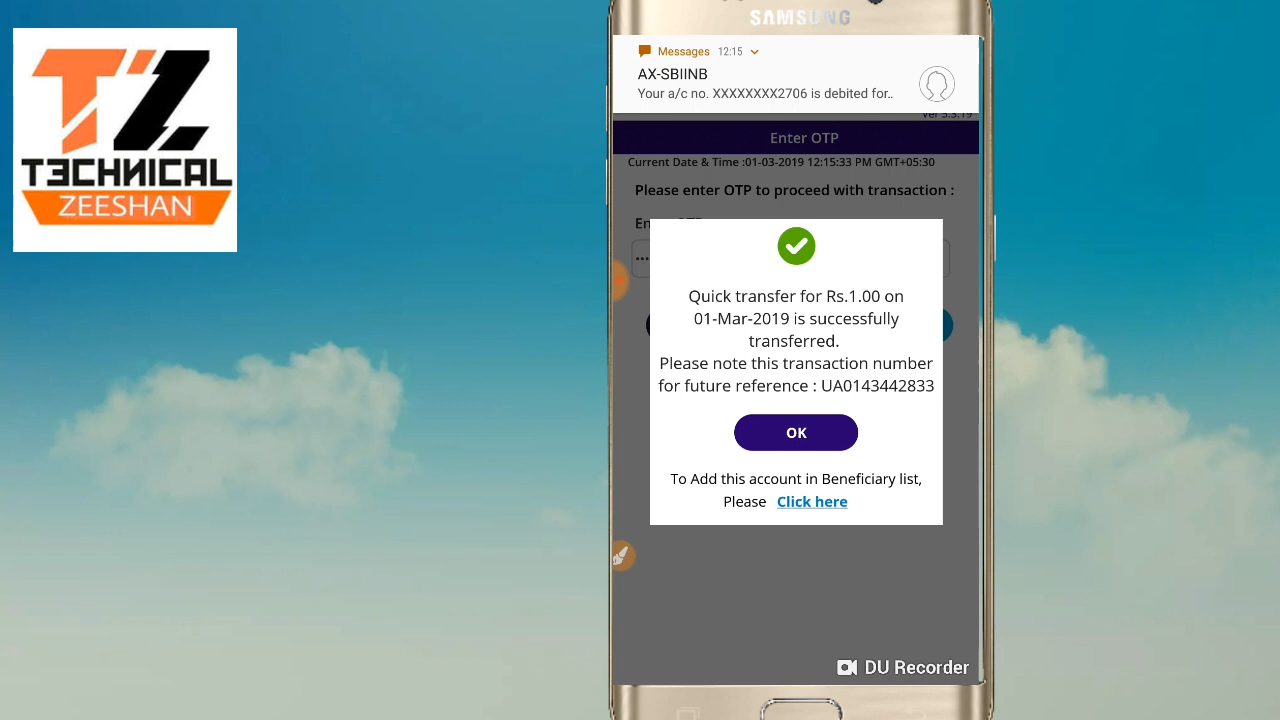 TZ
TECHNICAL
ZEESHAN
SAMSUNG
Messages 12:15
AX-SBIINB
Your a/c no. XXXXXXXX2706 is debited for..
Enter OTP
Current Date & Time :01-03-2019 12:15:33 PM GMT+05:30
Please enter OTP to proceed with transaction :
Quick transfer for Rs.1.00 on
01-Mar-2019 is successfully
transferred.
Please note this transaction number
for future reference : UA0143442833
OK
To Add this account in Beneficiary list,
Please Click here
DU Recorder